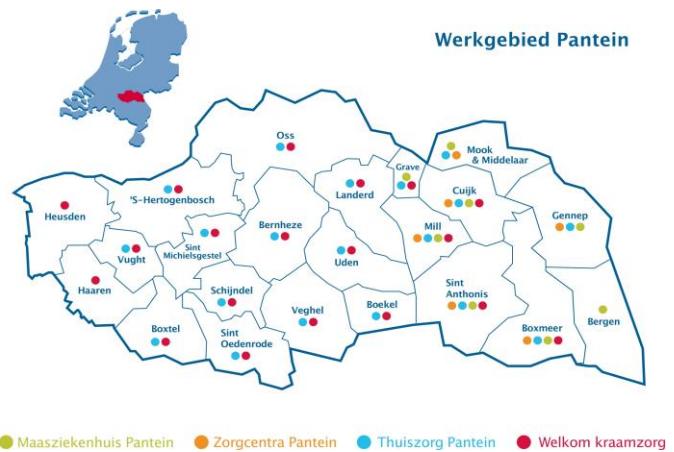 Werkgebied Pantein
Oss
Mook
& Middelaar
Grave
Landerd
Cuijk
Heusden
'S-Hertogenbosch
Gennep
Bernheze
Mill
Sint
Michielsgestel
Vught
Uden
Haaren
Schijndel
Sint
Anthonis
Veghel
Boekel
Bergen
Boxtel
Sint
Oedenrode
Boxmeer
Maasziekenhuis Pantein
Zorgcentra Pantein
Thuiszorg Pantein
Welkom kraamzorg